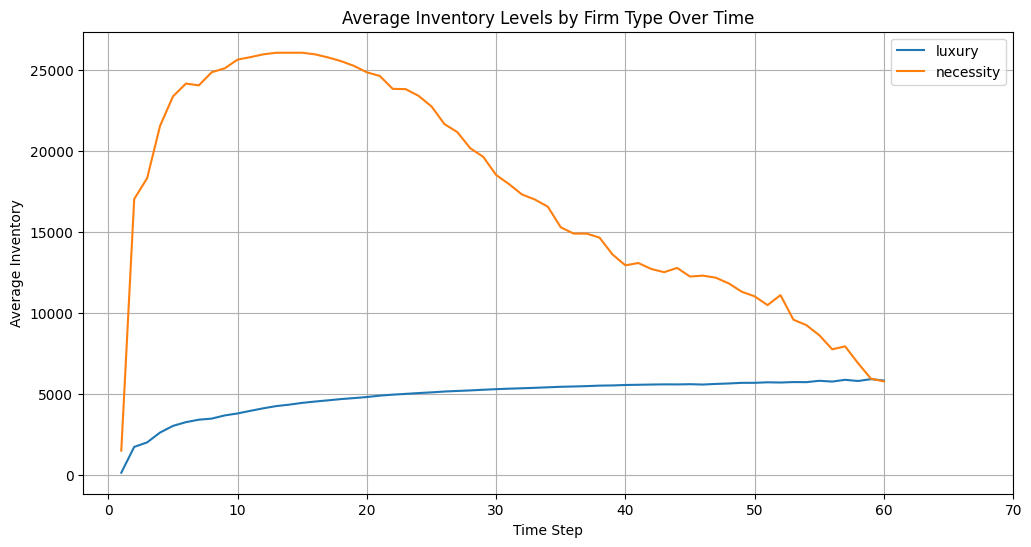 Average Inventory Levels by Firm Type Over Time
luxury
necessity
Average Inventory
25000
20000
15000
10000
5000
0
0 10 20 30 40 50 60 70
Time Step